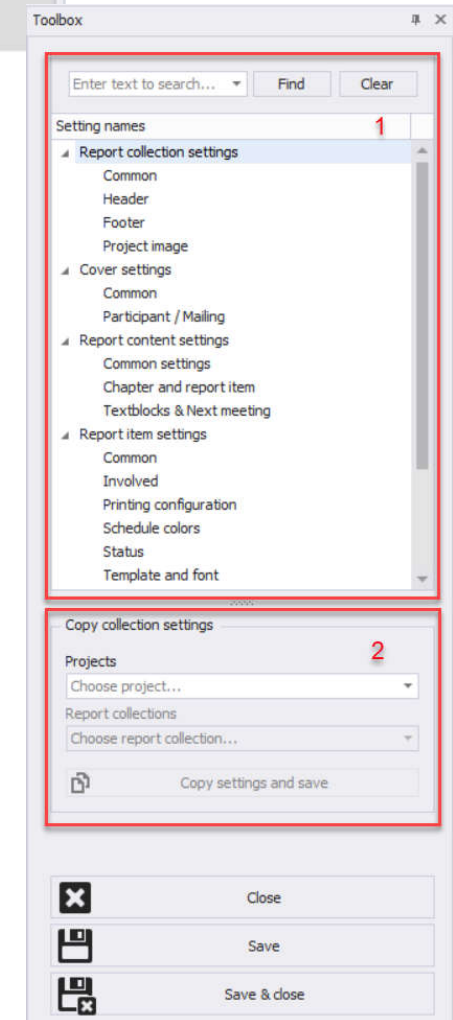 Toolbox
Enter text to search... Find Clear
Setting names 1
Report collection settings
Common
Header
Footer
Project image
Cover settings
Common
Participant / Mailing
Report content settings
Common settings
Chapter and report item
Textblocks & Next meeting
Report item settings
Common
Involved
Printing configuration
Schedule colors
Status
Template and font
Copy collection settings
2
Projects
Choose project...
Report collections
Choose report collection...
Copy settings and save
Close
Save
Save & close